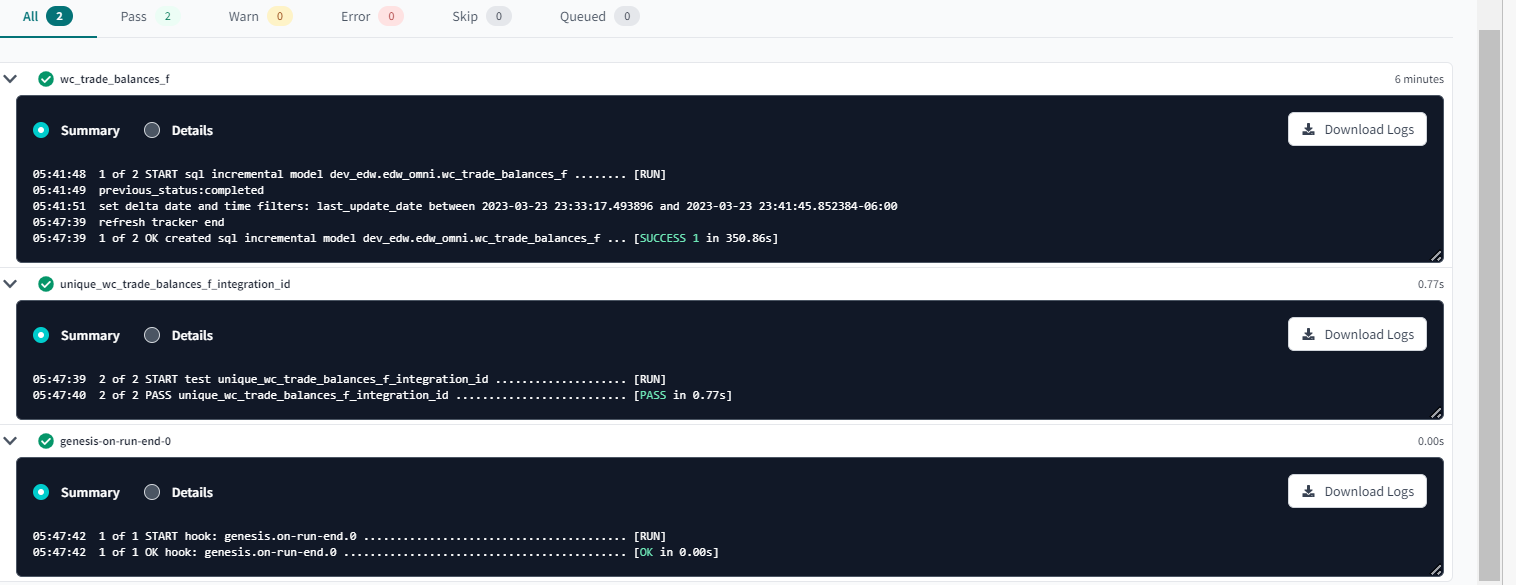 All 2 Pass 2 Warn 0 Error 0 Skip 0 Queued 0
wc_trade_balances_f 6 minutes
Summary Details Download Logs
05:41:48 1 of 2 START sql incremental model dev_edw.edw_omni.wc_trade_balances_f ........ [RUN]
05:41:49 previous_status:completed
05:41:51 set delta date and time filters: last_update_date between 2023-03-23 23:33:17.493896 and 2023-03-23 23:41:45.852384-06:00
05:47:39 refresh tracker end
05:47:39 1 of 2 OK created sql incremental model dev_edw.edw_omni.wc_trade_balances_f ... [SUCCESS 1 in 350.86s]
unique_wc_trade_balances_f_integration_id 0.77s
Summary Details Download Logs
05:47:39 2 of 2 START test unique_wc_trade_balances_f_integration_id .................... [RUN]
05:47:40 2 of 2 PASS unique_wc_trade_balances_f_integration_id .......................... [PASS in 0.77s]
genesis-on-run-end-0 0.00s
Summary Details Download Logs
05:47:42 1 of 1 START hook: genesis.on-run-end.0 ........................................ [RUN]
05:47:42 1 of 1 OK hook: genesis.on-run-end.0 ........................................... [OK in 0.00s]